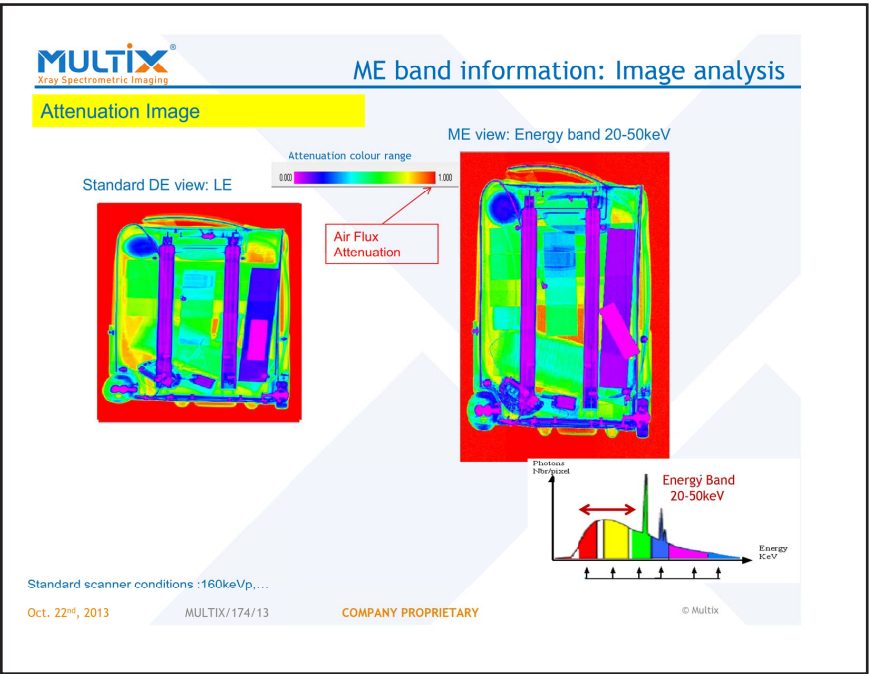 MULTIX®
Xray Spectrometric Imaging
ME band information: Image analysis
Attenuation Image
ME view: Energy band 20-50keV
Attenuation colour range
Standard DE view: LE
0.000
1.000
Air Flux
Attenuation
Photons
Nbr/pixel
Energy Band
20-50keV
Energy
KeV
Standard scanner conditions :160keVp,...
Oct. 22nd, 2013
MULTIX/174/13
COMPANY PROPRIETARY
© Multix